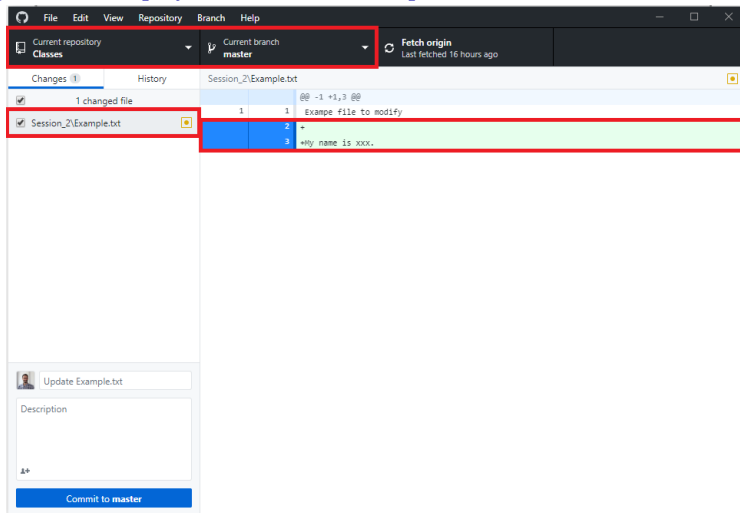 File Edit View Repository Branch Help
Current repository
Classes
Current branch
master
Fetch origin
Last fetched 16 hours ago
Changes 1 History
1 changed file
Session_2\Example.txt
Session_2\Example.txt
@@ -1 +1,3 @@
1 1 Exampe file to modify
2 +
3 +My name is xxx.
Update Example.txt
Description
Commit to master